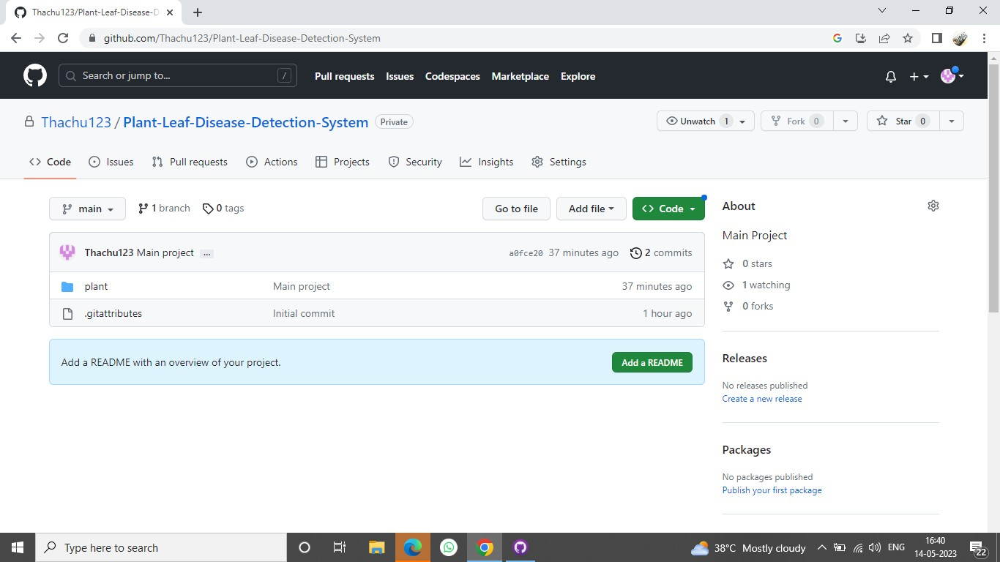 Thachu123/Plant-Leaf-Disease-D
github.com/Thachu123/Plant-Leaf-Disease-Detection-System
Search or jump to... /
Pull requests Issues Codespaces Marketplace Explore
Thachu123 / Plant-Leaf-Disease-Detection-System Private
Unwatch 1 Fork 0 Star 0
Code Issues Pull requests Actions Projects Security Insights Settings
main 1 branch 0 tags Go to file Add file Code
Thachu123 Main project ... a0fce20 37 minutes ago 2 commits
plant Main project 37 minutes ago
.gitattributes Initial commit 1 hour ago
Add a README with an overview of your project. Add a README
About
Main Project
0 stars
1 watching
0 forks
Releases
No releases published
Create a new release
Packages
No packages published
Publish your first package
Type here to search
38°C Mostly cloudy
ENG
16:40
14-05-2023
22